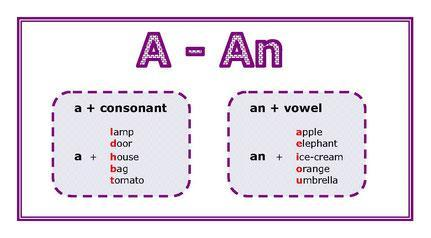 A - An
a + consonant
lamp
door
a + house
bag
tomato
an + vowel
apple
elephant
an + ice-cream
orange
umbrella